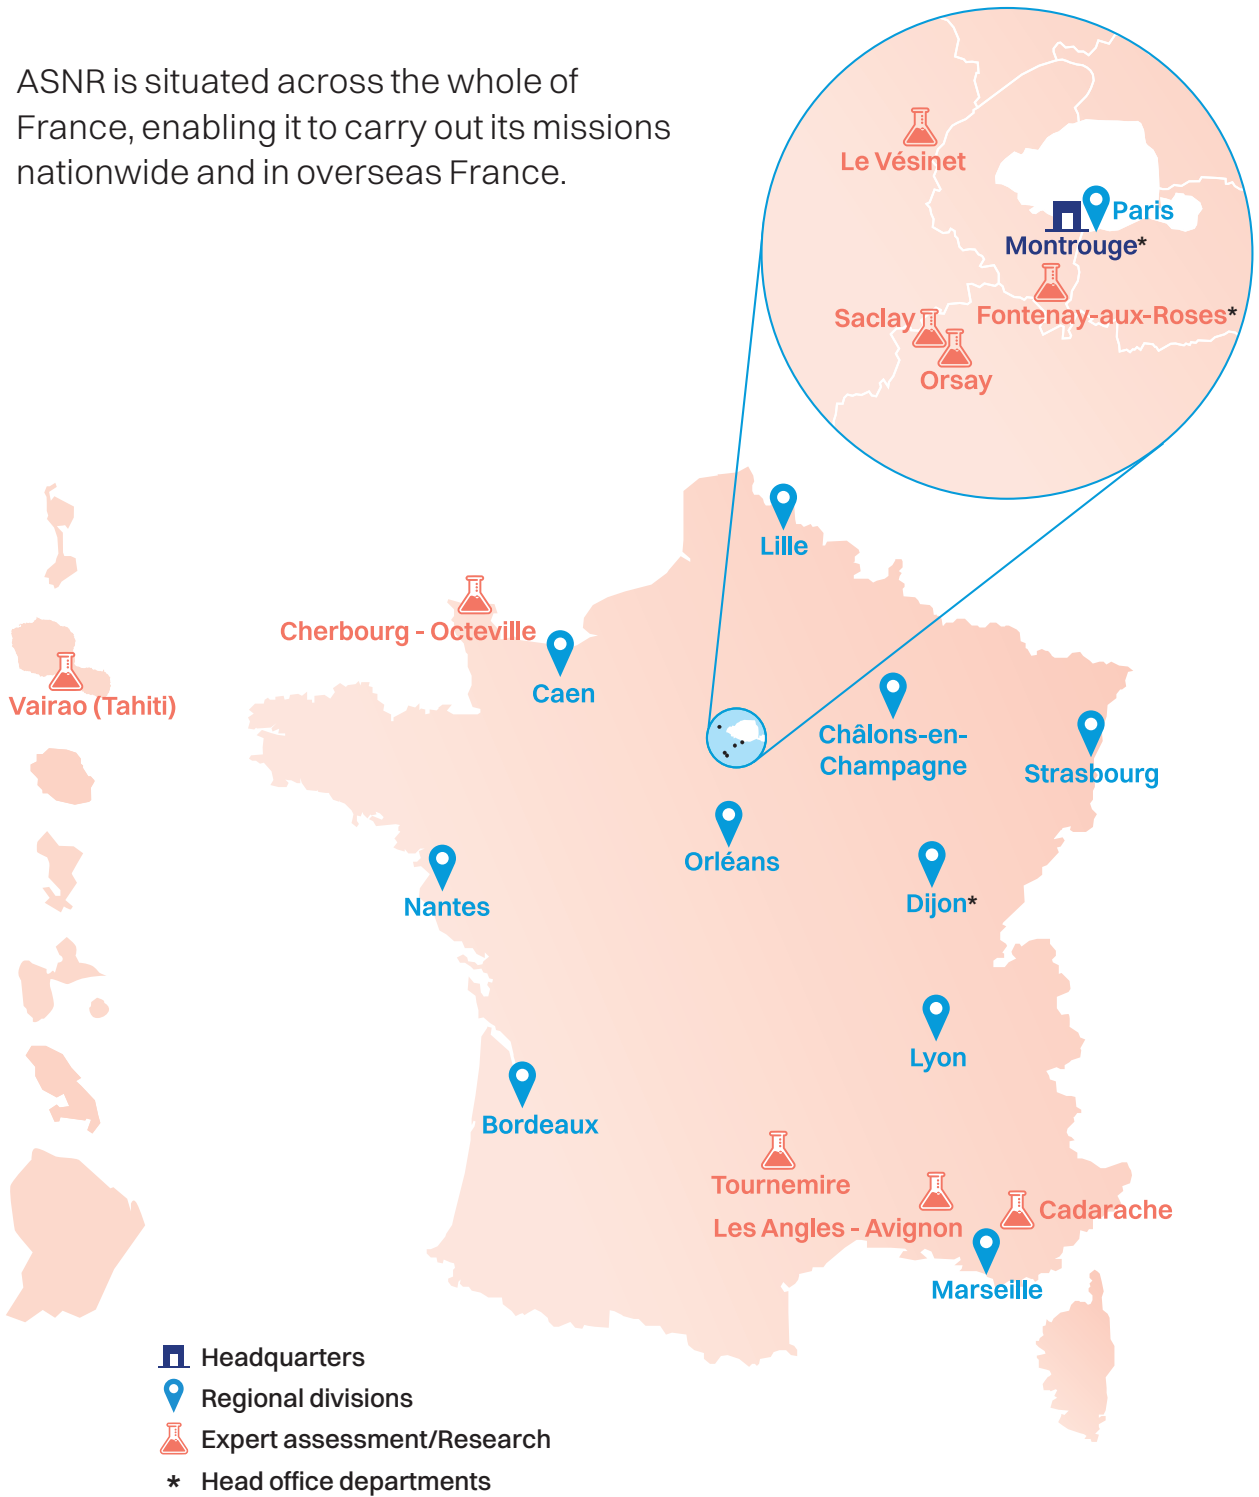 ASNR is situated across the whole of
France, enabling it to carry out its missions
nationwide and in overseas France.
Le Vésinet
Paris
Montrouge*
Saclay
Fontenay-aux-Roses*
Orsay
Lille
Cherbourg - Octeville
Caen
Vairao (Tahiti)
Châlons-en-
Champagne
Strasbourg
Orléans
Nantes
Dijon*
Lyon
Bordeaux
Tournemire
Les Angles - Avignon
Cadarache
Marseille
Headquarters
Regional divisions
Expert assessment/Research
* Head office departments